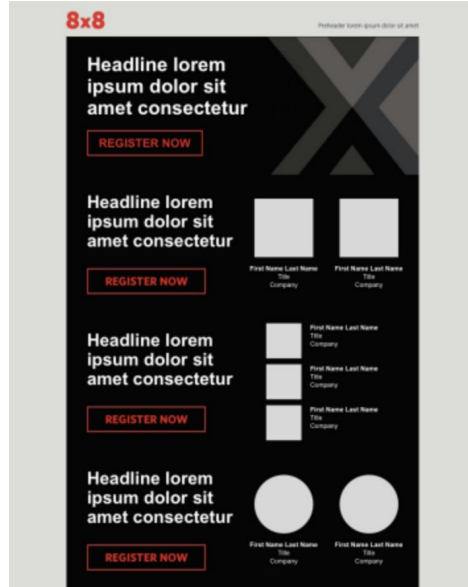 8x8
Preheader lorem ipsum dolor sit amet
Headline lorem
ipsum dolor sit
amet consectetur
REGISTER NOW
Headline lorem
ipsum dolor sit
amet consectetur
REGISTER NOW
First Name Last Name
Title
Company
First Name Last Name
Title
Company
Headline lorem
ipsum dolor sit
amet consectetur
REGISTER NOW
First Name Last Name
Title
Company
First Name Last Name
Title
Company
First Name Last Name
Title
Company
Headline lorem
ipsum dolor sit
amet consectetur
REGISTER NOW
First Name Last Name
Title
Company
First Name Last Name
Title
Company